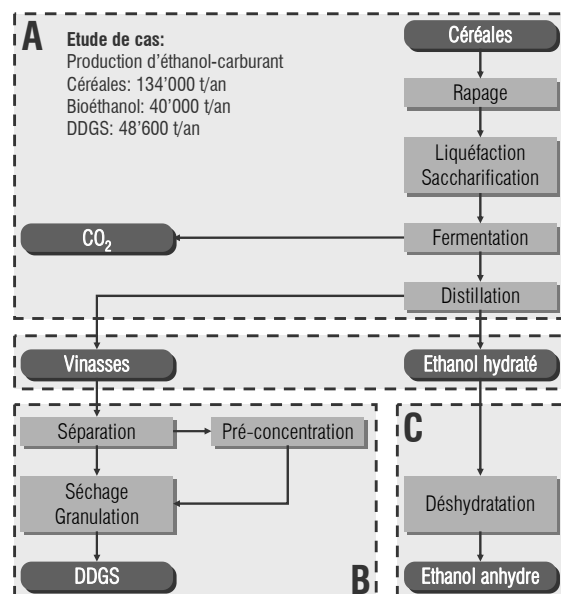 A
Etude de cas:
Production d'éthanol-carburant
Céréales: 134'000 t/an
Bioéthanol: 40'000 t/an
DDGS: 48'600 t/an
Céréales
Rapage
Liquéfaction
Saccharification
CO₂
Fermentation
Distillation
Vinasses
Ethanol hydraté
Séparation
Pré-concentration
C
Séchage
Granulation
Déshydratation
DDGS
B
Ethanol anhydre